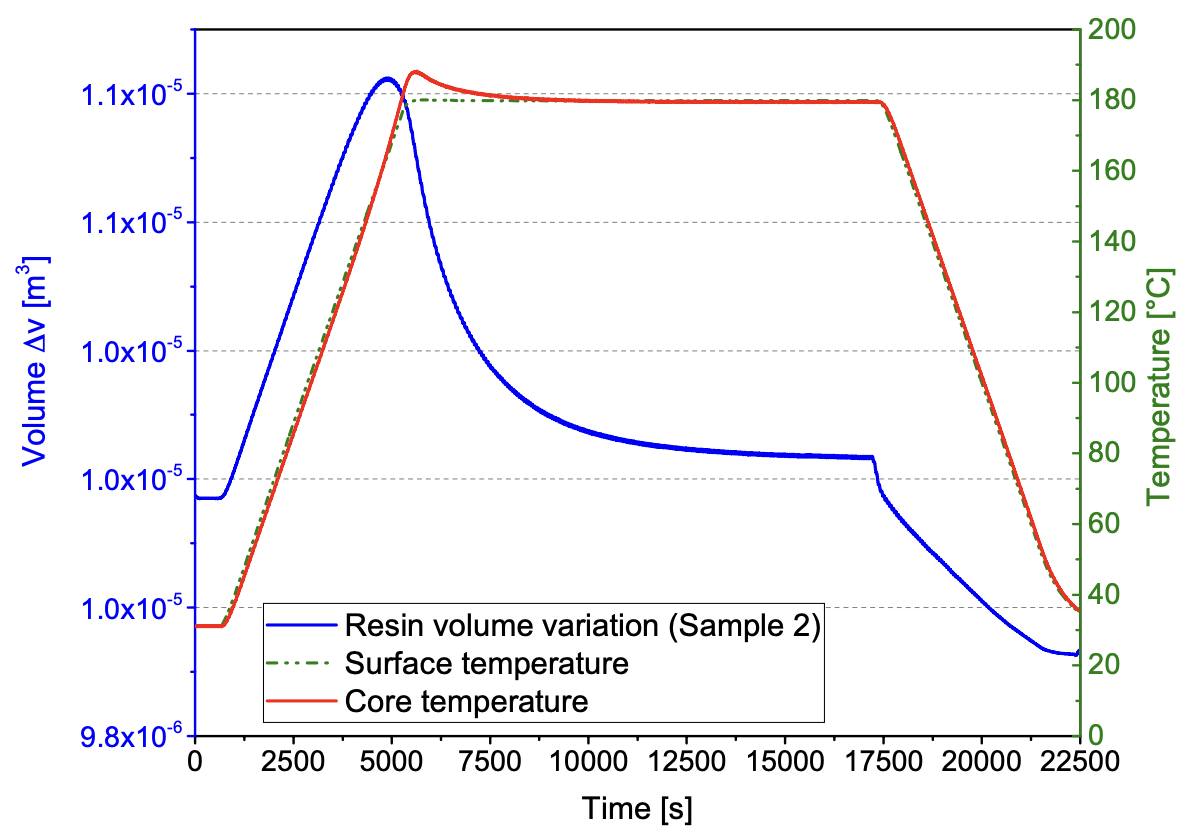 200
1.1x10⁻⁵
180
160
1.1x10⁻⁵
140
120
1.0x10⁻⁵
100
80
1.0x10⁻⁵
60
40
1.0x10⁻⁵
20
9.8x10⁻⁶
0
Volume Δv [m³]
Temperature [°C]
Resin volume variation (Sample 2)
Surface temperature
Core temperature
0 2500 5000 7500 10000 12500 15000 17500 20000 22500
Time [s]